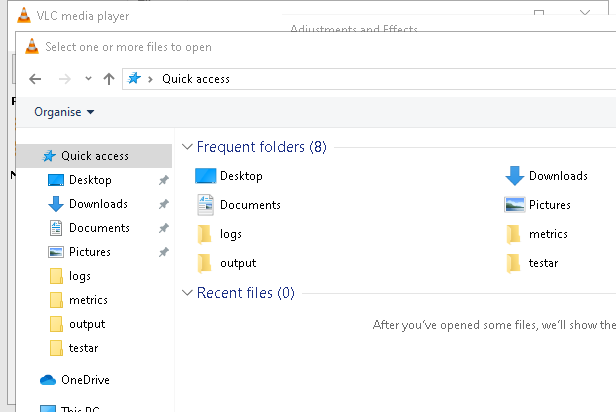 VLC media player
Adjustments and Effects
Select one or more files to open
Quick access
Organise
Quick access
Desktop
Downloads
Documents
Pictures
logs
metrics
output
testar
OneDrive
This PC
Frequent folders (8)
Desktop
Downloads
Documents
Pictures
logs
metrics
output
testar
Recent files (0)
After you've opened some files, we'll show the